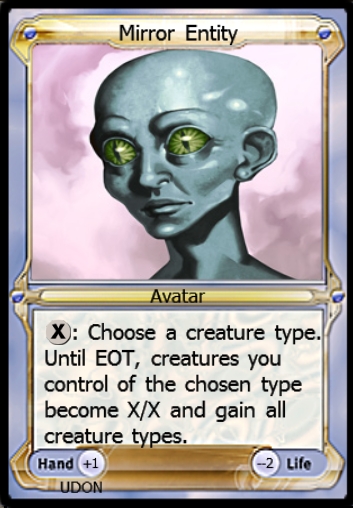 Mirror Entity
Avatar
X: Choose a creature type.
Until EOT, creatures you
control of the chosen type
become X/X and gain all
creature types.
Hand +1 -2 Life
UDON